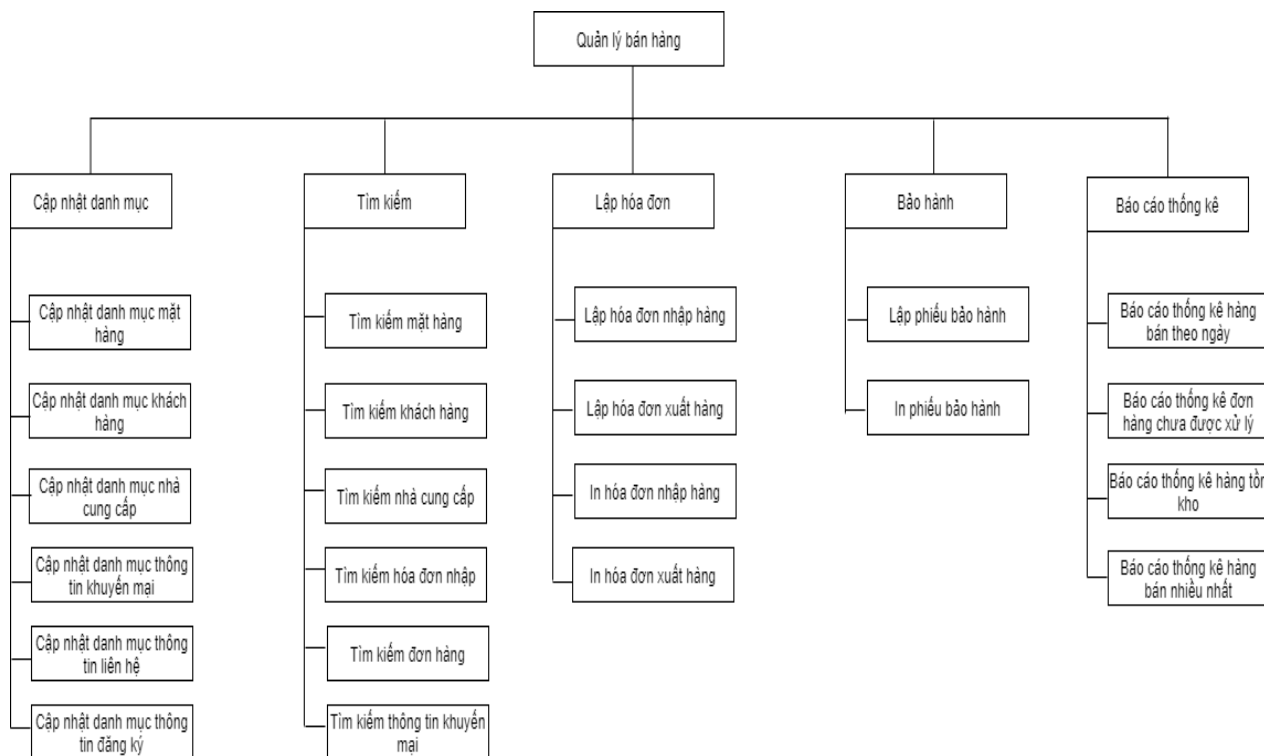 Quản lý bán hàng
Cập nhật danh mục
Tìm kiếm
Lập hóa đơn
Bảo hành
Báo cáo thống kê
Cập nhật danh mục mặt
hàng
Cập nhật danh mục khách
hàng
Cập nhật danh mục nhà
cung cấp
Cập nhật danh mục thông
tin khuyến mại
Cập nhật danh mục thông
tin liên hệ
Cập nhật danh mục thông
tin đăng ký
Tìm kiếm mặt hàng
Tìm kiếm khách hàng
Tìm kiếm nhà cung cấp
Tìm kiếm hóa đơn nhập
Tìm kiếm đơn hàng
Tìm kiếm thông tin khuyến
mại
Lập hóa đơn nhập hàng
Lập hóa đơn xuất hàng
In hóa đơn nhập hàng
In hóa đơn xuất hàng
Lập phiếu bảo hành
In phiếu bảo hành
Báo cáo thống kê hàng
bán theo ngày
Báo cáo thống kê đơn
hàng chưa được xử lý
Báo cáo thống kê hàng tồn
kho
Báo cáo thống kê hàng
bán nhiều nhất